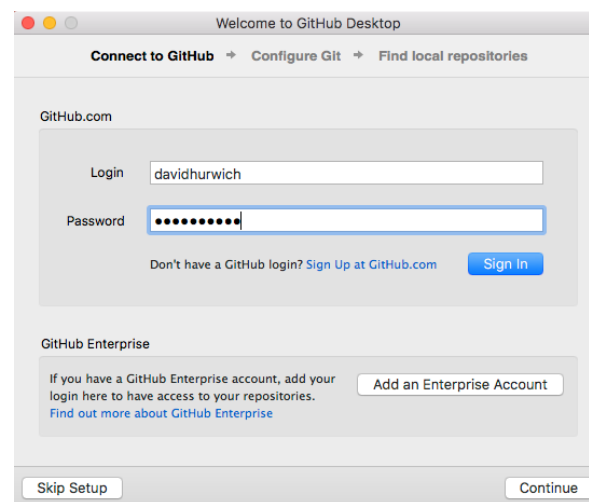 Welcome to GitHub Desktop
Connect to GitHub → Configure Git → Find local repositories
GitHub.com
Login davidhurwich
Password ●●●●●●●●●●
Don't have a GitHub login? Sign Up at GitHub.com Sign In
GitHub Enterprise
If you have a GitHub Enterprise account, add your
login here to have access to your repositories.
Find out more about GitHub Enterprise
Add an Enterprise Account
Skip Setup Continue